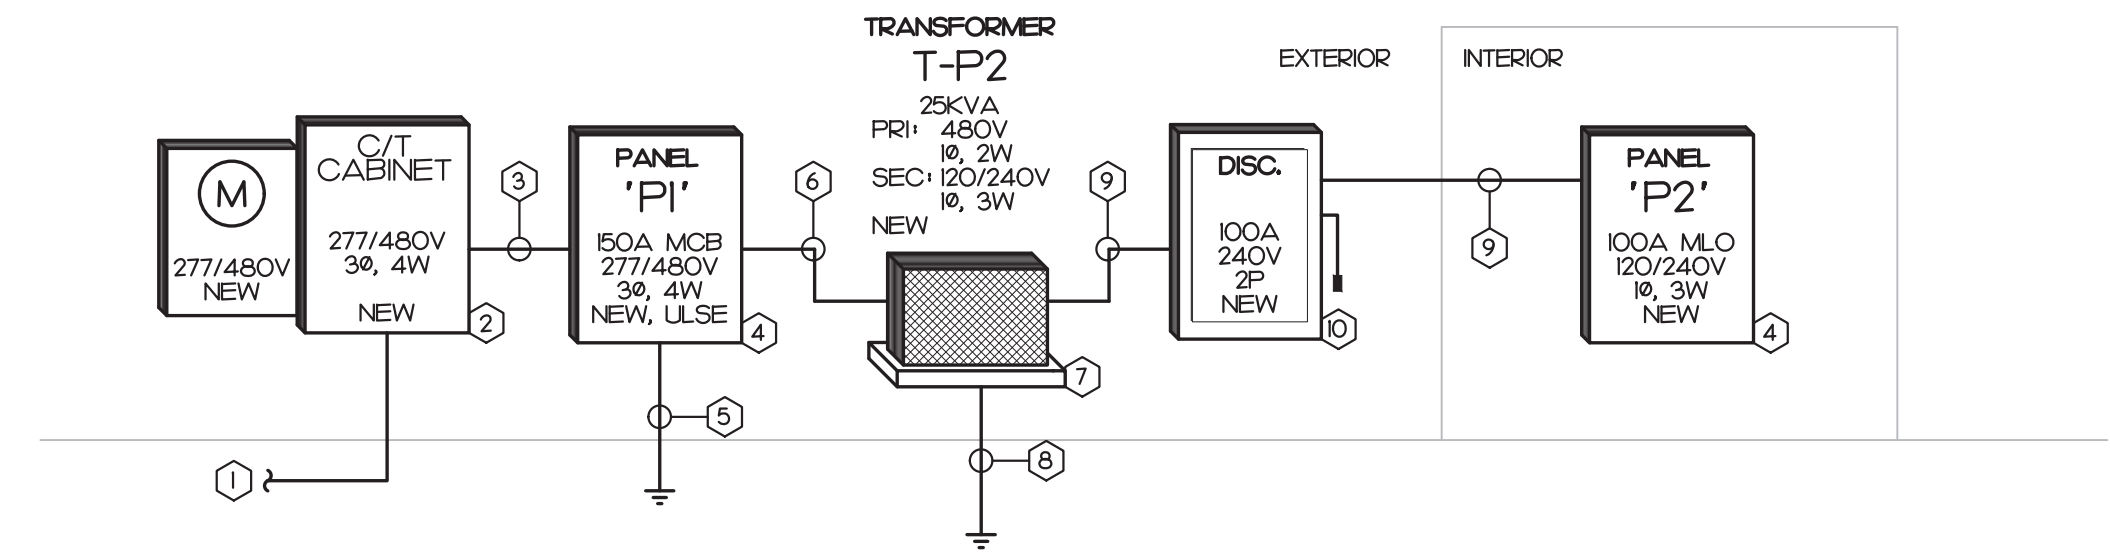 TRANSFORMER
T-P2
25KVA
PRI: 480V
1Ø, 2W
SEC: 120/240V
1Ø, 3W
NEW
EXTERIOR
INTERIOR
M
277/480V
NEW
C/T
CABINET
277/480V
3Ø, 4W
NEW
2
3
PANEL
'P1'
150A MCB
277/480V
3Ø, 4W
NEW, ULSE
4
6
7
9
DISC.
100A
240V
2P
NEW
10
9
PANEL
'P2'
100A MLO
120/240V
1Ø, 3W
NEW
4
5
8
1